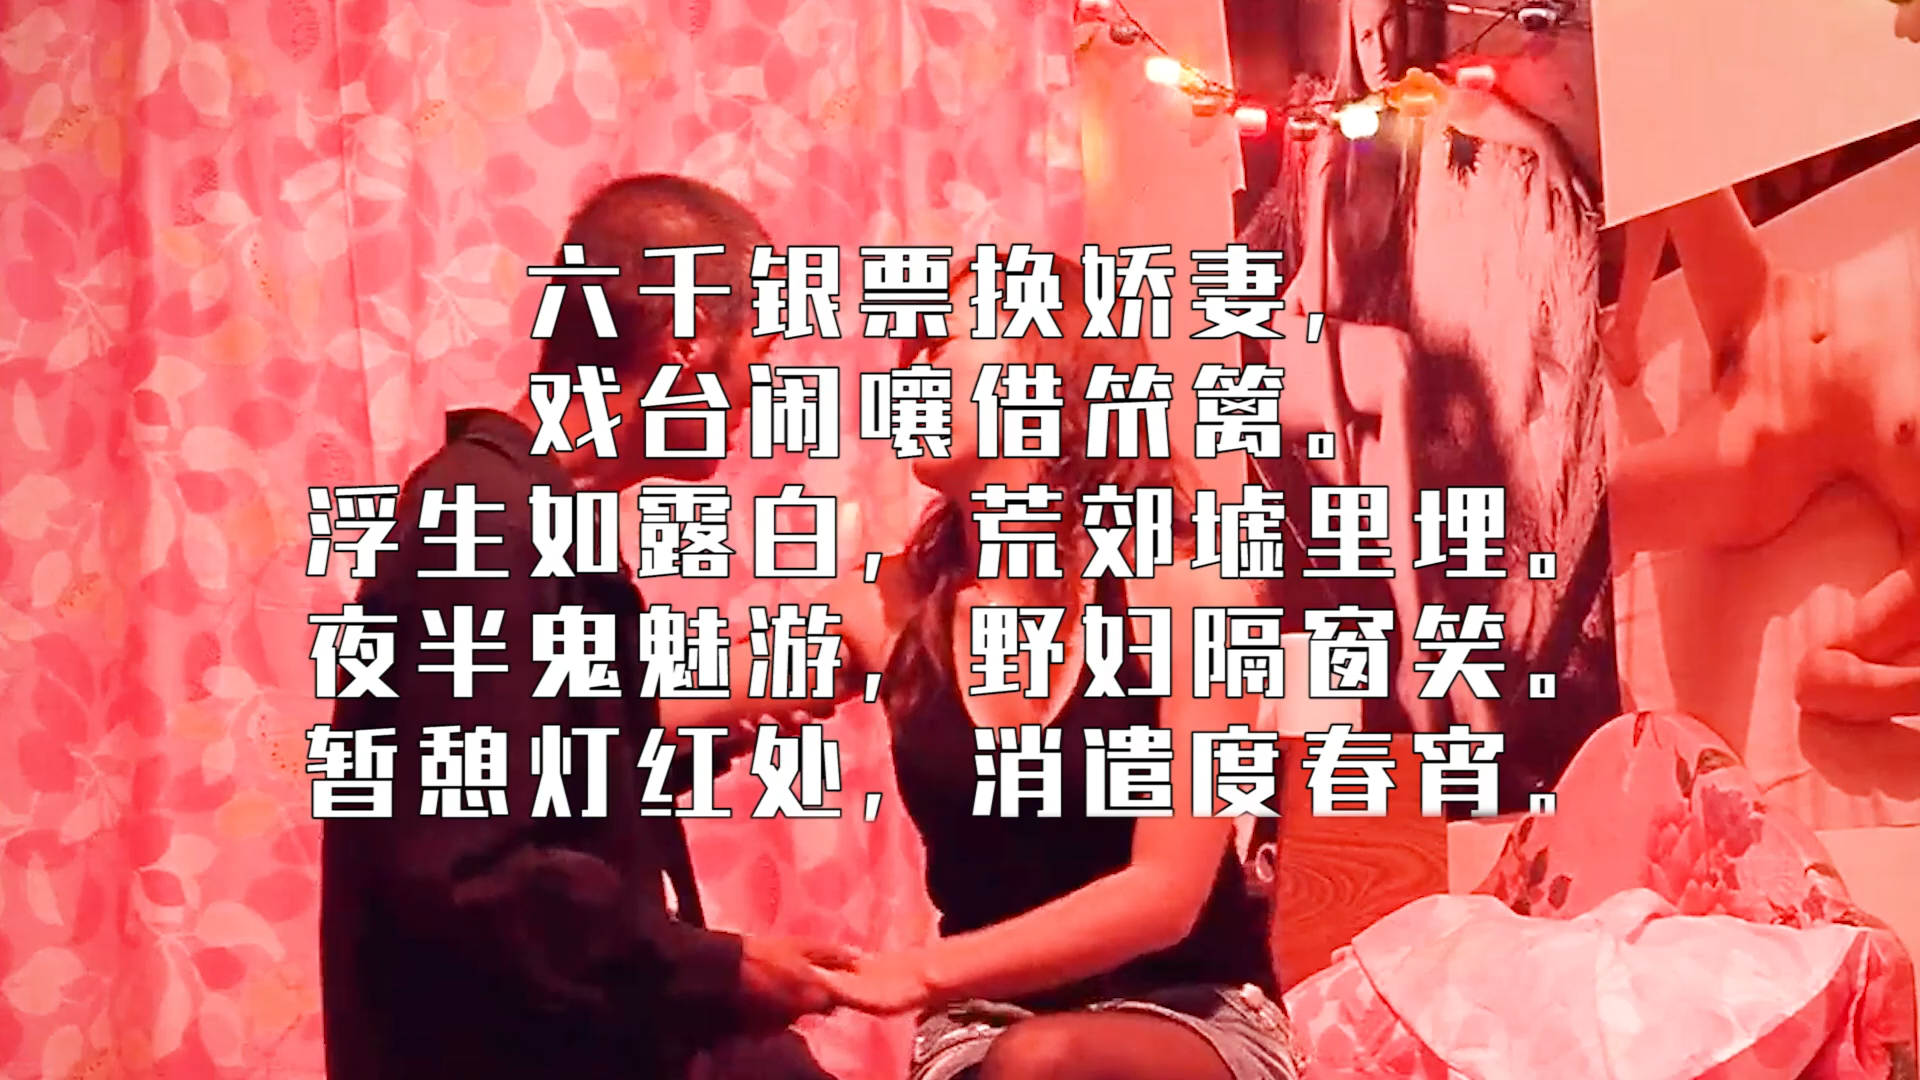 六千银票换娇妻，
戏台闹嚷借笊篱。
浮生如露白，荒郊墟里埋。
夜半鬼魅游，野妇隔窗笑。
暂憩灯红处，消遣度春宵。